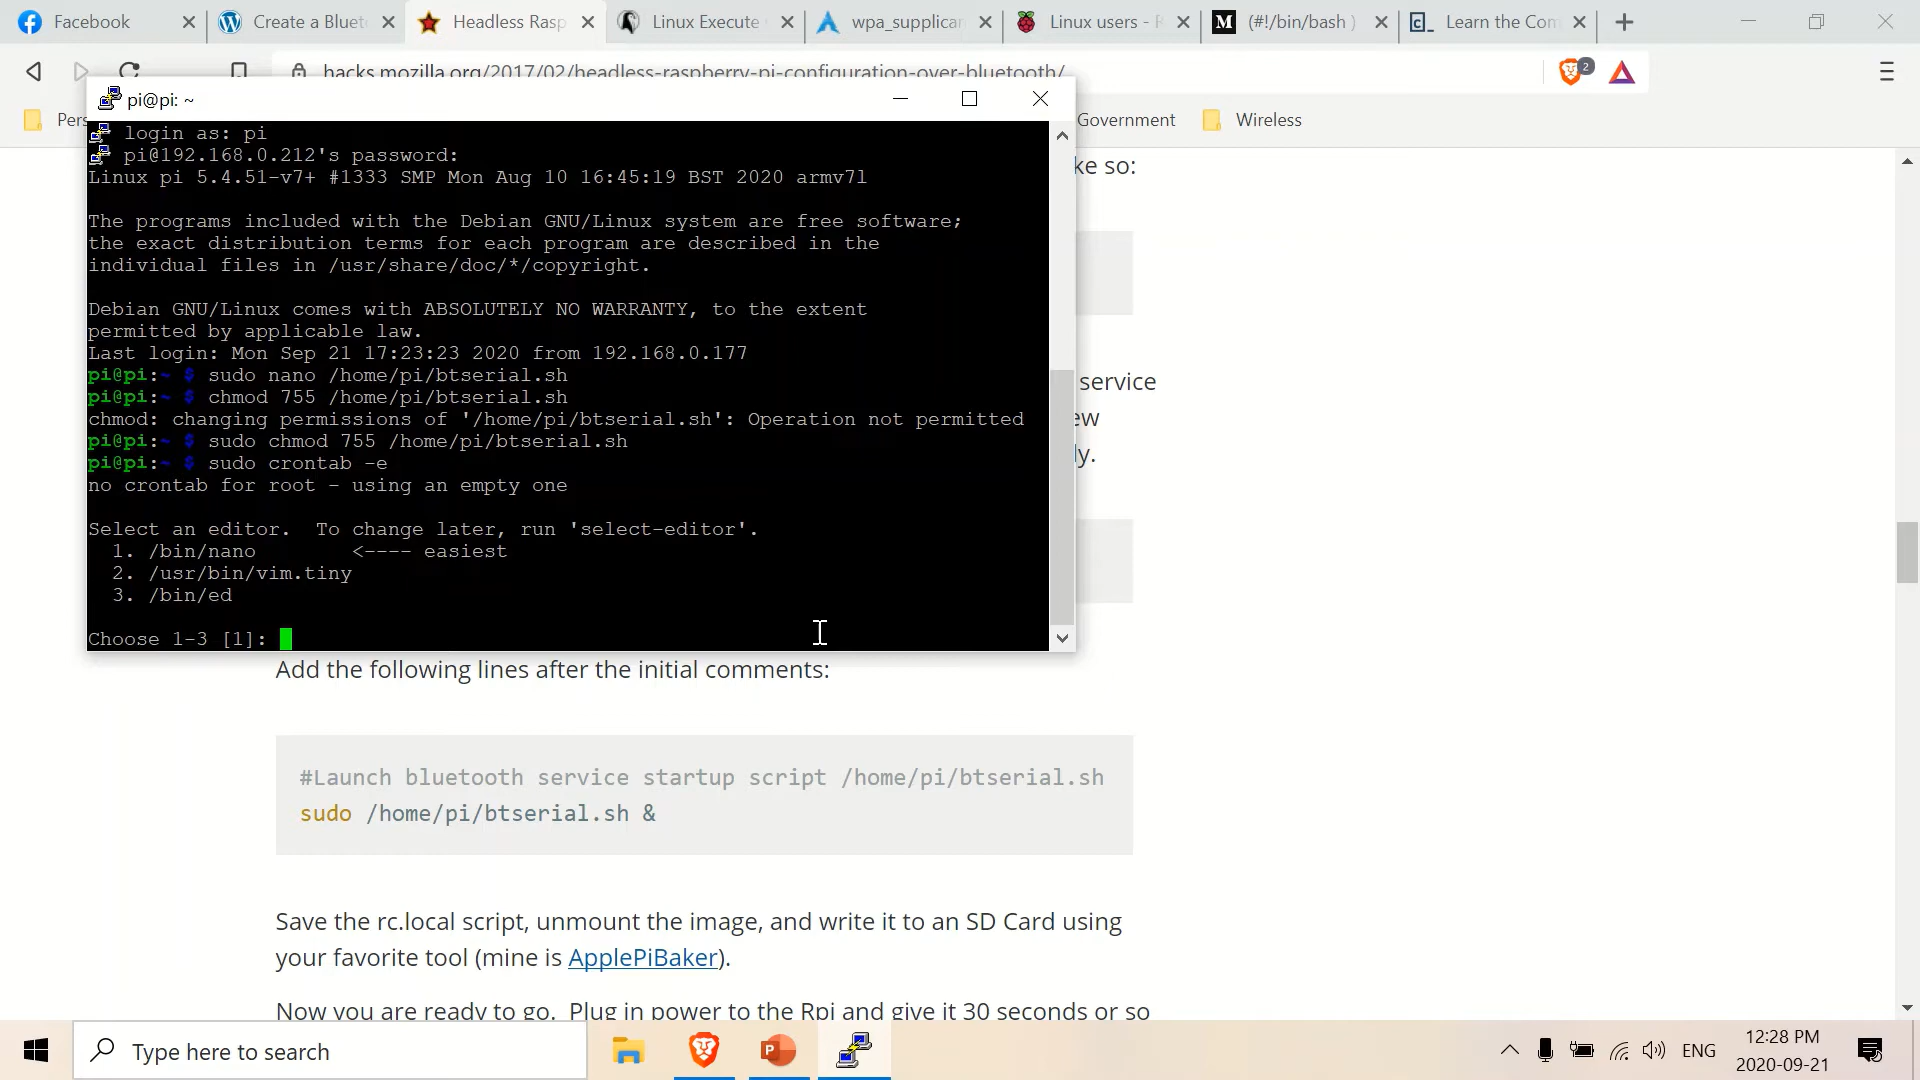 Facebook
Create a Bluet
Headless Rasp
Linux Execute
wpa_supplican
Linux users - R
M
(#!/bin/bash )
Learn the Com
hacks.mozilla.org/2017/02/headless-raspberry-pi-configuration-over-bluetooth/
2
Pers
Government
Wireless
pi@pi: ~
login as: pi
pi@192.168.0.212's password:
Linux pi 5.4.51-v7+ #1333 SMP Mon Aug 10 16:45:19 BST 2020 armv7l
The programs included with the Debian GNU/Linux system are free software;
the exact distribution terms for each program are described in the
individual files in /usr/share/doc/*/copyright.
Debian GNU/Linux comes with ABSOLUTELY NO WARRANTY, to the extent
permitted by applicable law.
Last login: Mon Sep 21 17:23:23 2020 from 192.168.0.177
pi@pi:~ $ sudo nano /home/pi/btserial.sh
pi@pi:~ $ chmod 755 /home/pi/btserial.sh
chmod: changing permissions of '/home/pi/btserial.sh': Operation not permitted
pi@pi:~ $ sudo chmod 755 /home/pi/btserial.sh
pi@pi:~ $ sudo crontab -e
no crontab for root - using an empty one
Select an editor.  To change later, run 'select-editor'.
1. /bin/nano        <---- easiest
2. /usr/bin/vim.tiny
3. /bin/ed
Choose 1-3 [1]:
ke so:
service
ew
ly.
Add the following lines after the initial comments:
#Launch bluetooth service startup script /home/pi/btserial.sh
sudo /home/pi/btserial.sh &
Save the rc.local script, unmount the image, and write it to an SD Card using
your favorite tool (mine is ApplePiBaker).
Now you are ready to go.  Plug in power to the Rpi and give it 30 seconds or so
Type here to search
ENG
12:28 PM
2020-09-21